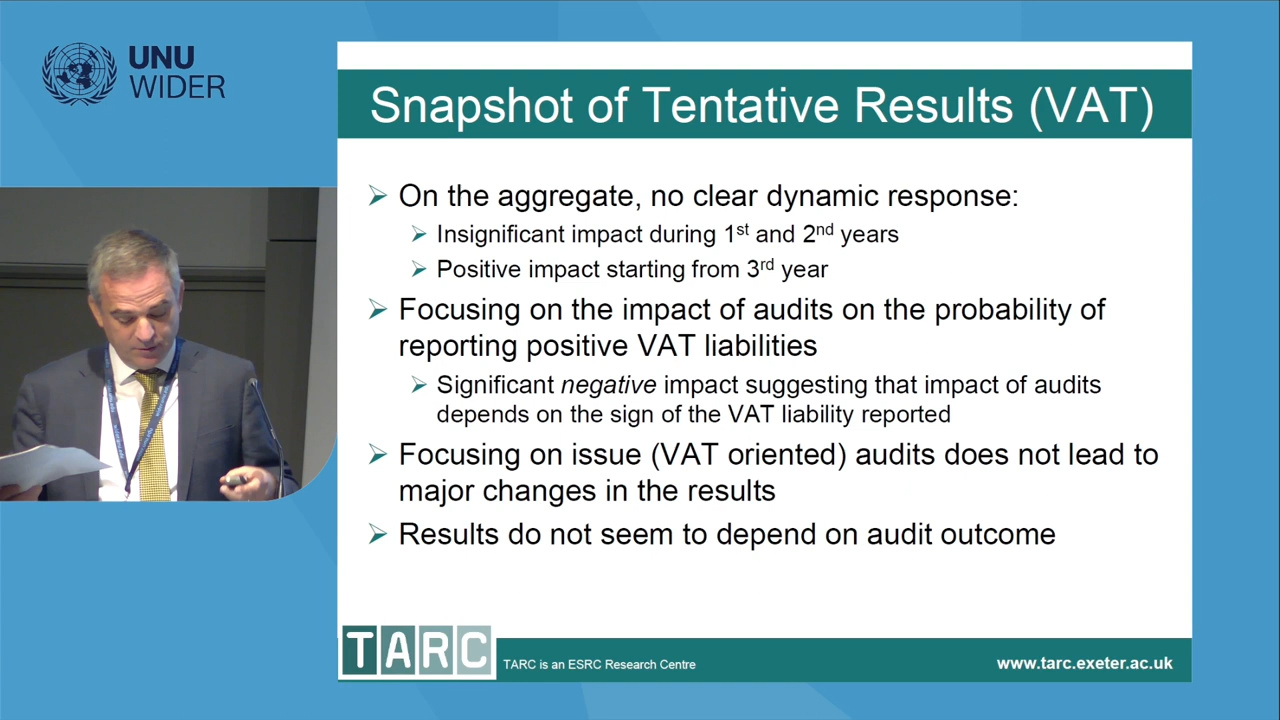 UNU
WIDER
Snapshot of Tentative Results (VAT)
On the aggregate, no clear dynamic response:
Insignificant impact during 1st and 2nd years
Positive impact starting from 3rd year
Focusing on the impact of audits on the probability of
reporting positive VAT liabilities
Significant negative impact suggesting that impact of audits
depends on the sign of the VAT liability reported
Focusing on issue (VAT oriented) audits does not lead to
major changes in the results
Results do not seem to depend on audit outcome
TARC
TARC is an ESRC Research Centre
www.tarc.exeter.ac.uk